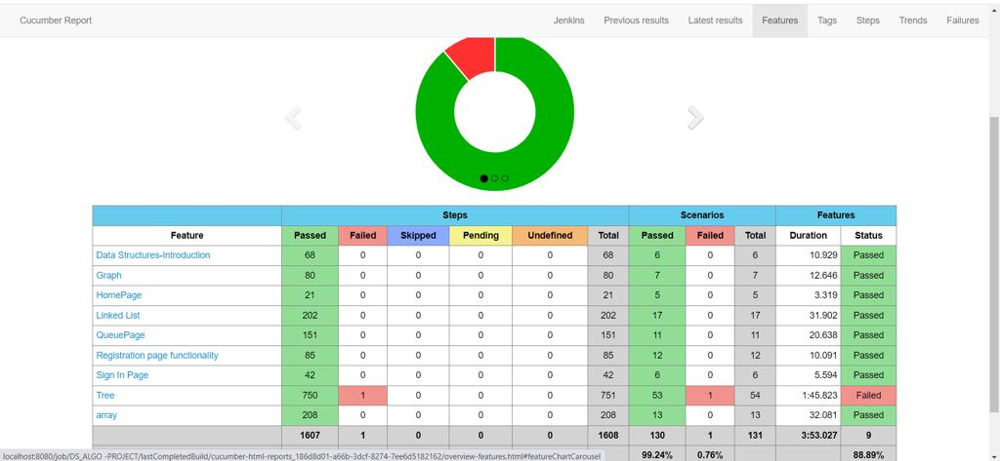 Cucumber Report Jenkins Previous results Latest results Features Tags Steps Trends Failures
Steps Scenarios Features
Feature Passed Failed Skipped Pending Undefined Total Passed Failed Total Duration Status
Data Structures-Introduction 68 0 0 0 0 68 6 0 6 10.929 Passed
Graph 80 0 0 0 0 80 7 0 7 12.646 Passed
HomePage 21 0 0 0 0 21 5 0 5 3.319 Passed
Linked List 202 0 0 0 0 202 17 0 17 31.902 Passed
QueuePage 151 0 0 0 0 151 11 0 11 20.638 Passed
Registration page functionality 85 0 0 0 0 85 12 0 12 10.091 Passed
Sign In Page 42 0 0 0 0 42 6 0 6 5.594 Passed
Tree 750 1 0 0 0 751 53 1 54 1:45.823 Failed
array 208 0 0 0 0 208 13 0 13 32.081 Passed
1607 1 0 0 0 1608 130 1 131 3:53.027 9
99.24% 0.76% 88.89%
localhost:8080/job/DS_ALGO -PROJECT/lastCompletedBuild/cucumber-html-reports_186d8d01-a66b-3dcf-8274-7ee6d5182162/overview-features.html#featureChartCarousel